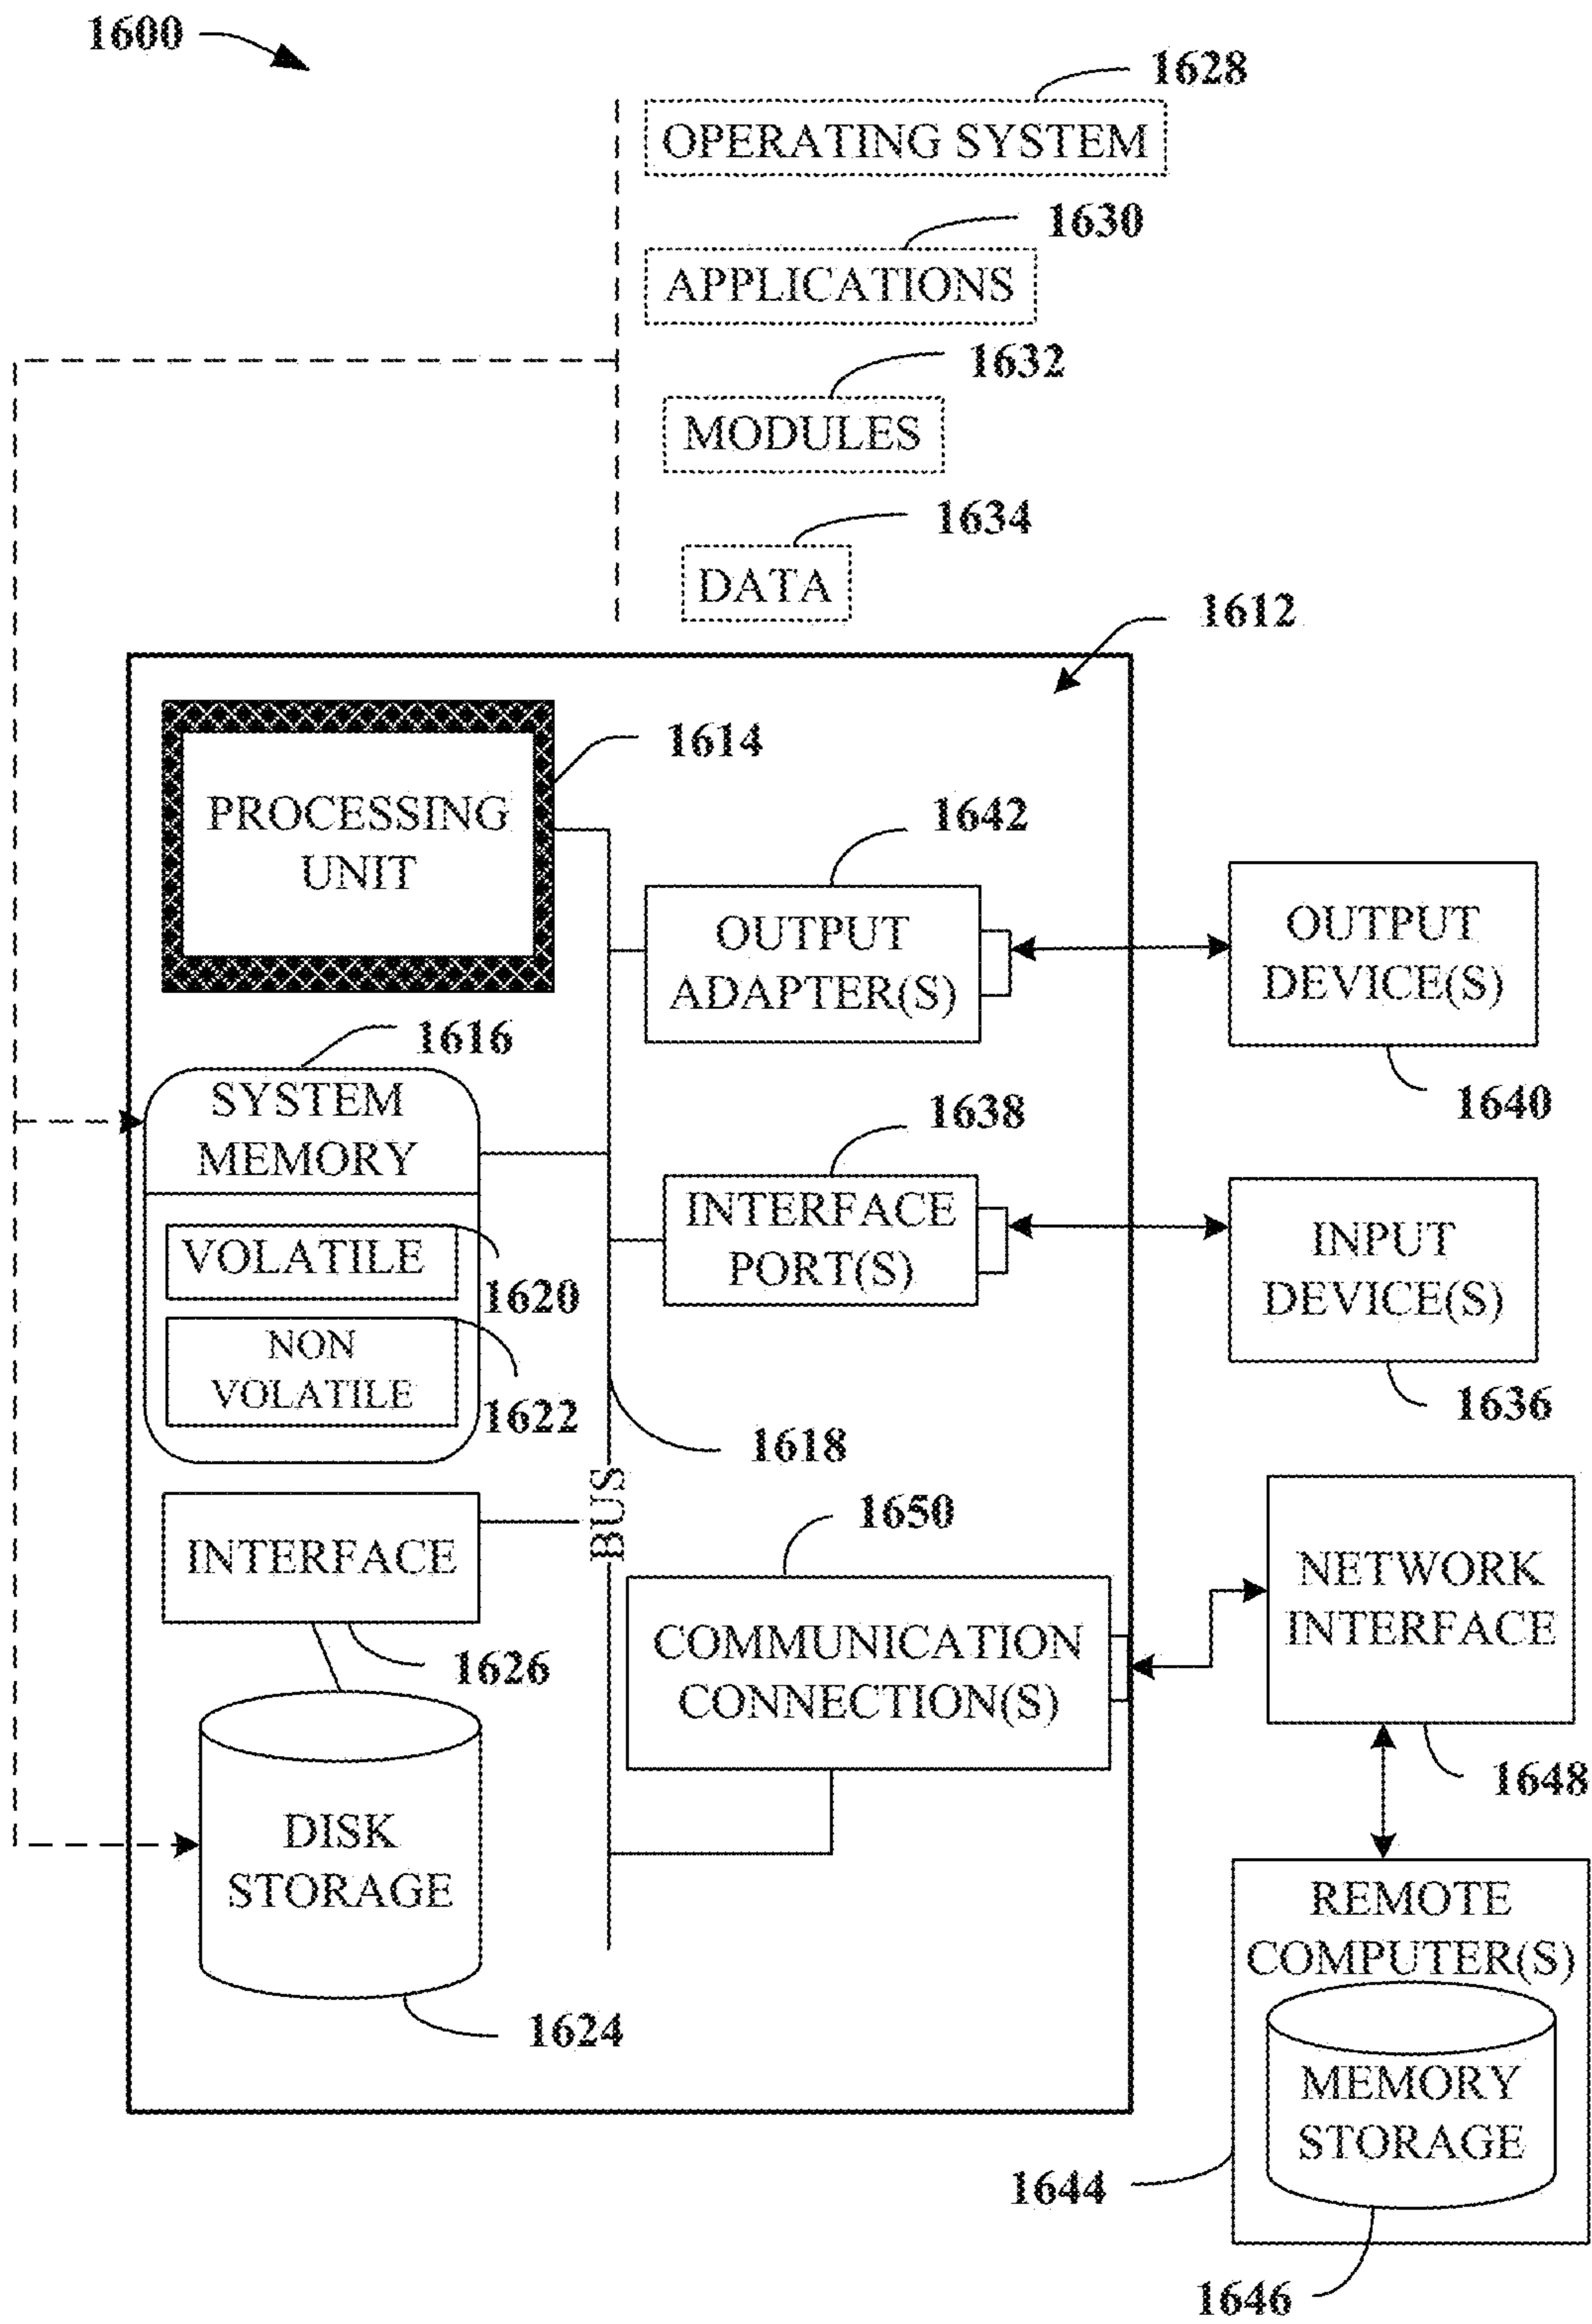 1600
1628
OPERATING SYSTEM
1630
APPLICATIONS
1632
MODULES
1634
DATA
1612
1614
PROCESSING
UNIT
1642
OUTPUT
ADAPTER(S)
OUTPUT
DEVICE(S)
1640
1616
SYSTEM
MEMORY
VOLATILE
1620
NON
VOLATILE
1622
1638
INTERFACE
PORT(S)
INPUT
DEVICE(S)
1636
1618
BUS
INTERFACE
1626
1650
COMMUNICATION
CONNECTION(S)
NETWORK
INTERFACE
1648
DISK
STORAGE
1624
REMOTE
COMPUTER(S)
MEMORY
STORAGE
1644
1646